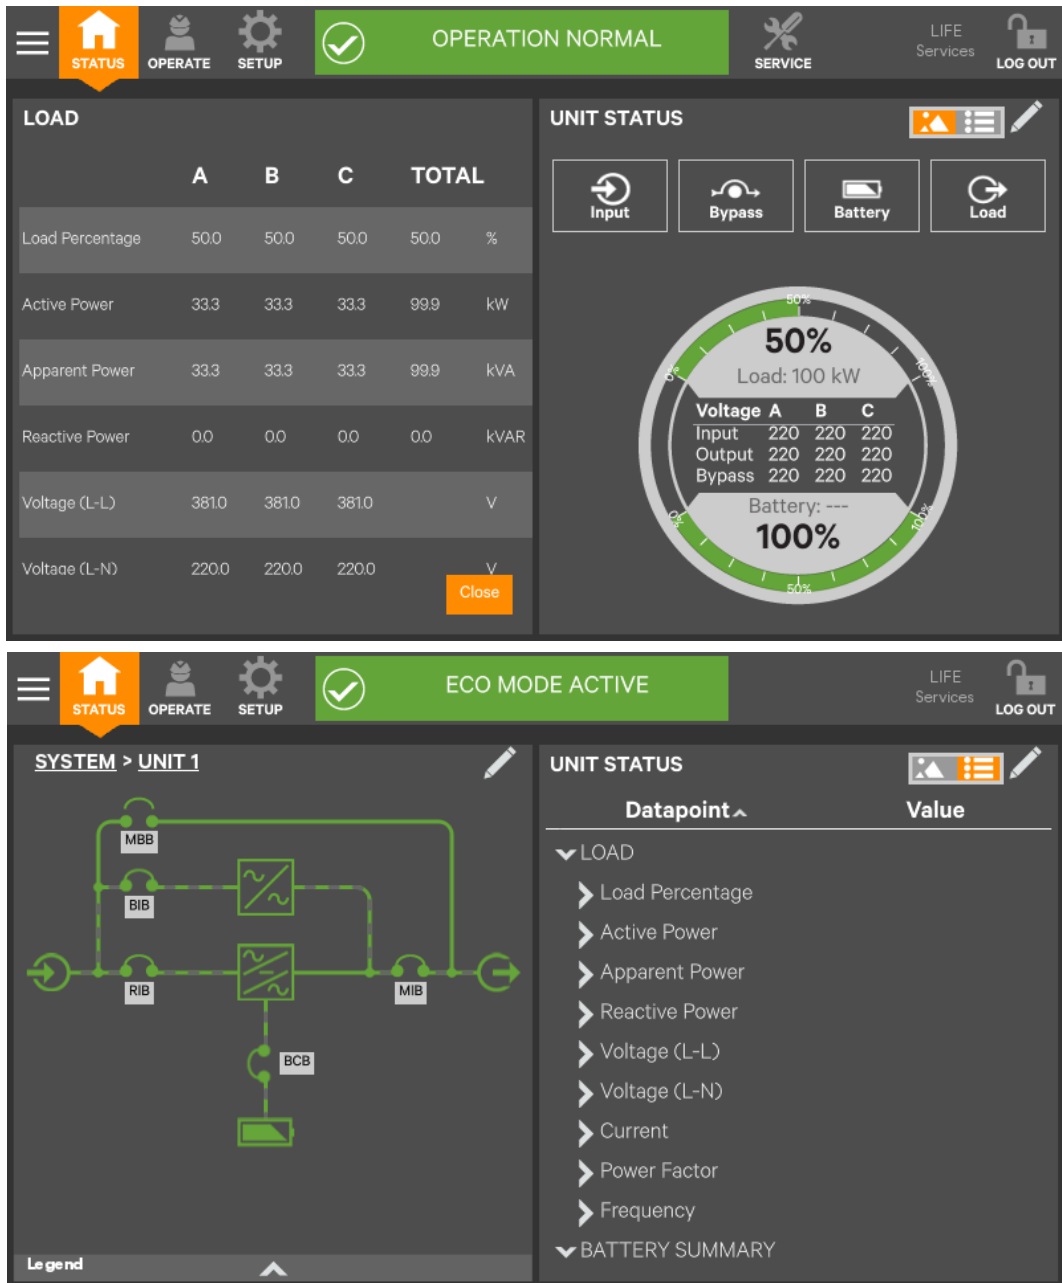 STATUS OPERATE SETUP OPERATION NORMAL SERVICE LIFE Services LOG OUT
LOAD
A B C TOTAL
Load Percentage 50.0 50.0 50.0 50.0 %
Active Power 33.3 33.3 33.3 99.9 kW
Apparent Power 33.3 33.3 33.3 99.9 kVA
Reactive Power 0.0 0.0 0.0 0.0 kVAR
Voltage (L-L) 381.0 381.0 381.0 V
Voltage (L-N) 220.0 220.0 220.0 V
Close
UNIT STATUS
Input Bypass Battery Load
0% 50% 100%
50%
Load: 100 kW
Voltage A B C
Input 220 220 220
Output 220 220 220
Bypass 220 220 220
Battery: ---
100%
0% 50% 100%
STATUS OPERATE SETUP ECO MODE ACTIVE LIFE Services LOG OUT
SYSTEM > UNIT 1
MBB
BIB
RIB
MIB
BCB
Legend
UNIT STATUS
Datapoint Value
LOAD
Load Percentage
Active Power
Apparent Power
Reactive Power
Voltage (L-L)
Voltage (L-N)
Current
Power Factor
Frequency
BATTERY SUMMARY